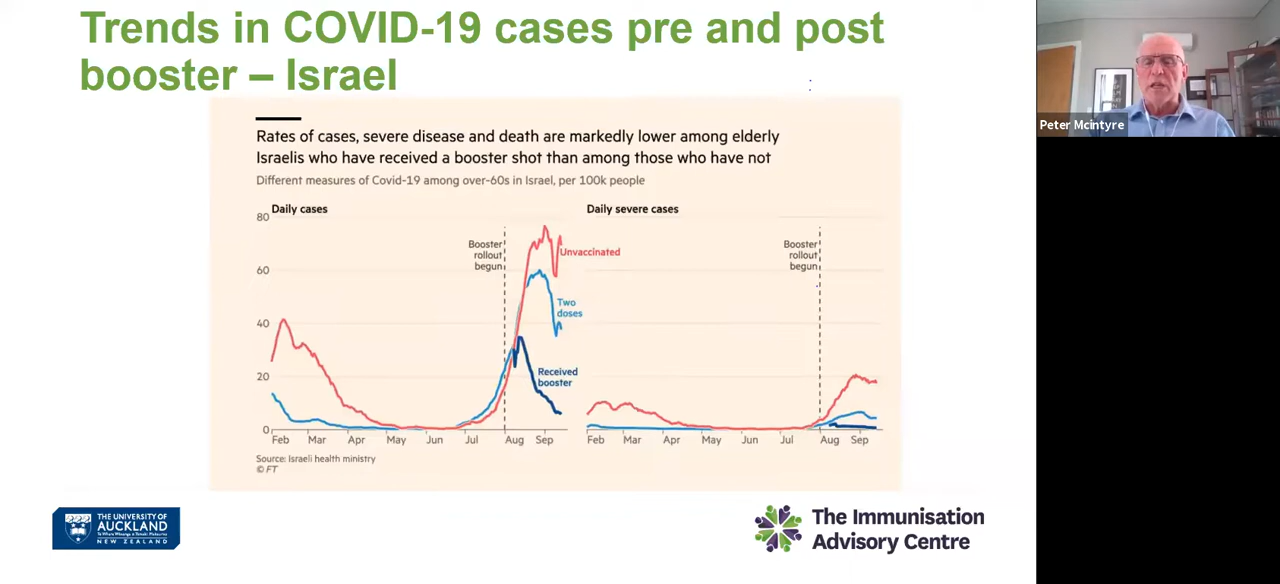 Trends in COVID-19 cases pre and post
booster – Israel
Rates of cases, severe disease and death are markedly lower among elderly
Israelis who have received a booster shot than among those who have not
Different measures of Covid-19 among over-60s in Israel, per 100k people
Daily cases
80
60
40
20
0
Booster
rollout
begun
Unvaccinated
Two
doses
Received
booster
Feb Mar Apr May Jun Jul Aug Sep
Daily severe cases
Booster
rollout
begun
Feb Mar Apr May Jun Jul Aug Sep
Source: Israeli health ministry
© FT
THE UNIVERSITY OF
AUCKLAND
NEW ZEALAND
The Immunisation
Advisory Centre
Peter Mcintyre